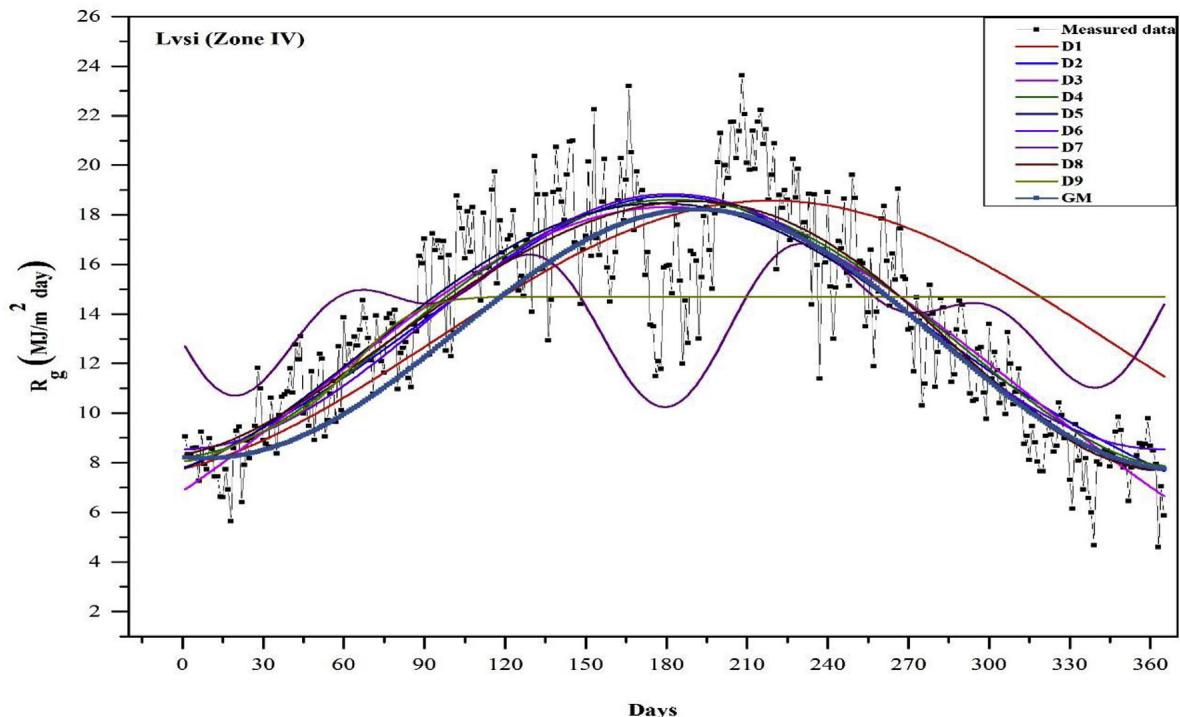 26
24
22
20
18
16
14
12
10
8
6
4
2
Rg (MJ/m2 day)
Lvsi (Zone IV)
Measured data
D1
D2
D3
D4
D5
D6
D7
D8
D9
GM
0 30 60 90 120 150 180 210 240 270 300 330 360
Days